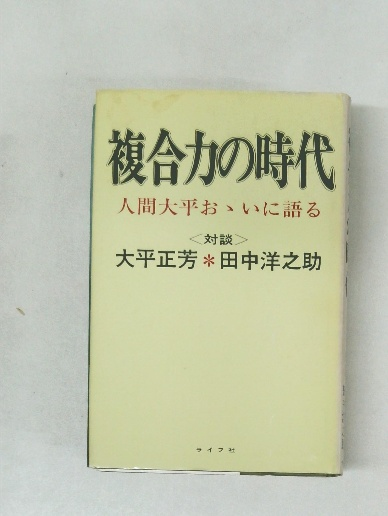 複合力の時代
人間大平おゝいに語る
〈対談〉
大平正芳＊田中洋之助
ライフ社